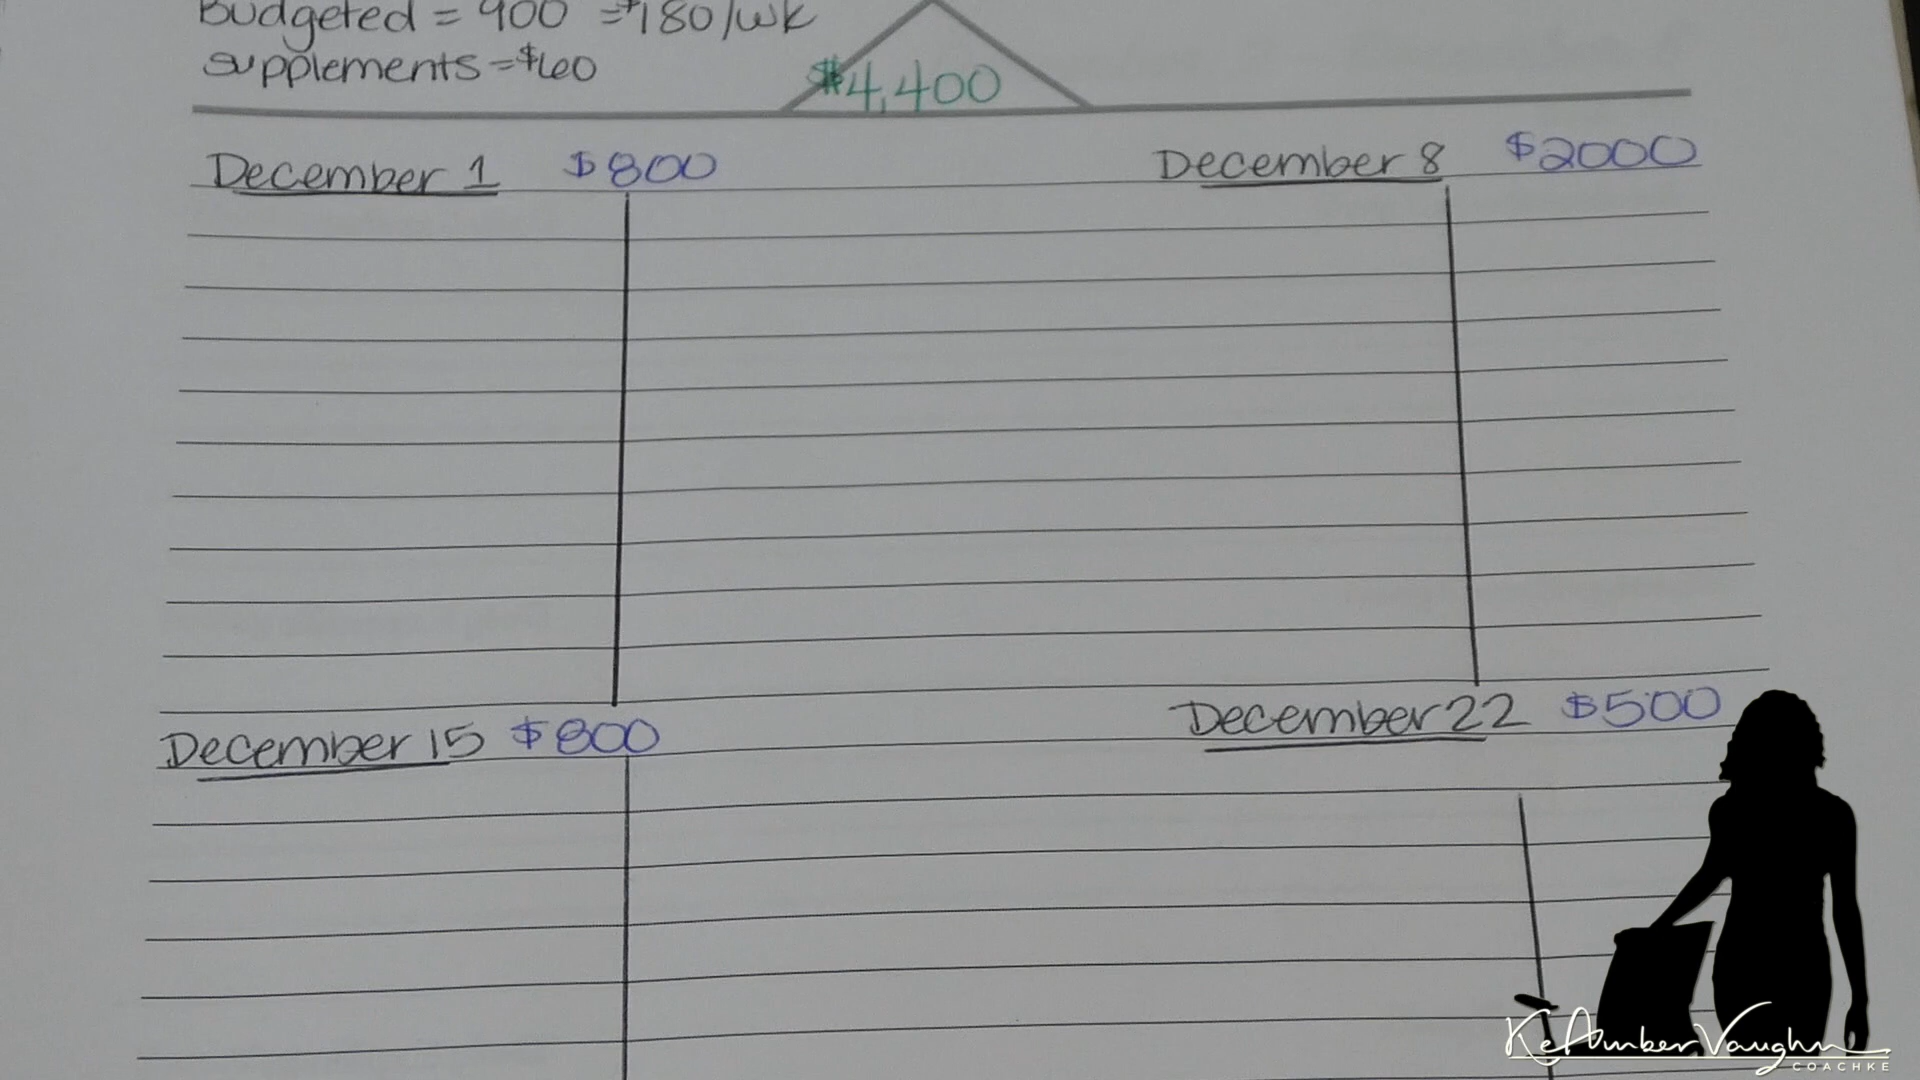 Budgeted = 900 = $180/wk
supplements = $60
$4,400
December 1 $800
December 8 $2000
December 15 $800
December 22 $500
KeAmber Vaughn
COACHKE